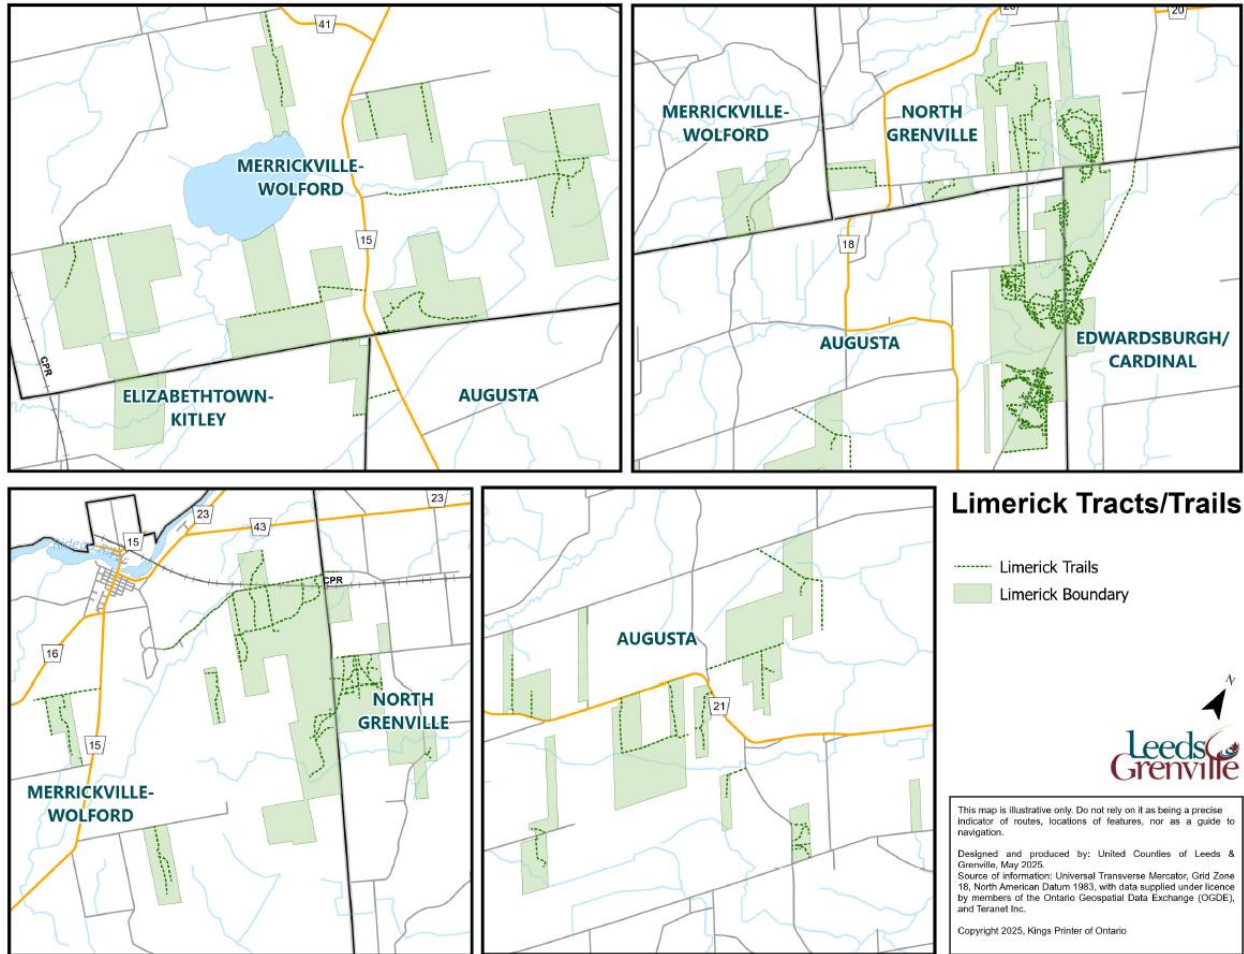 41
MERRICKVILLE-
WOLFORD
15
CPR
ELIZABETHTOWN-
KITLEY
AUGUSTA
20
MERRICKVILLE-
WOLFORD
NORTH
GRENVILLE
18
AUGUSTA
EDWARDSBURGH/
CARDINAL
23
23
43
15
CPR
16
NORTH
GRENVILLE
15
MERRICKVILLE-
WOLFORD
AUGUSTA
21
Limerick Tracts/Trails
Limerick Trails
Limerick Boundary
N
Leeds
Grenville
This map is illustrative only. Do not rely on it as being a precise
indicator of routes, locations of features, nor as a guide to
navigation.
Designed and produced by: United Counties of Leeds &
Grenville, May 2025.
Source of information: Universal Transverse Mercator, Grid Zone
18, North American Datum 1983, with data supplied under licence
by members of the Ontario Geospatial Data Exchange (OGDE),
and Teranet Inc.
Copyright 2025, Kings Printer of Ontario